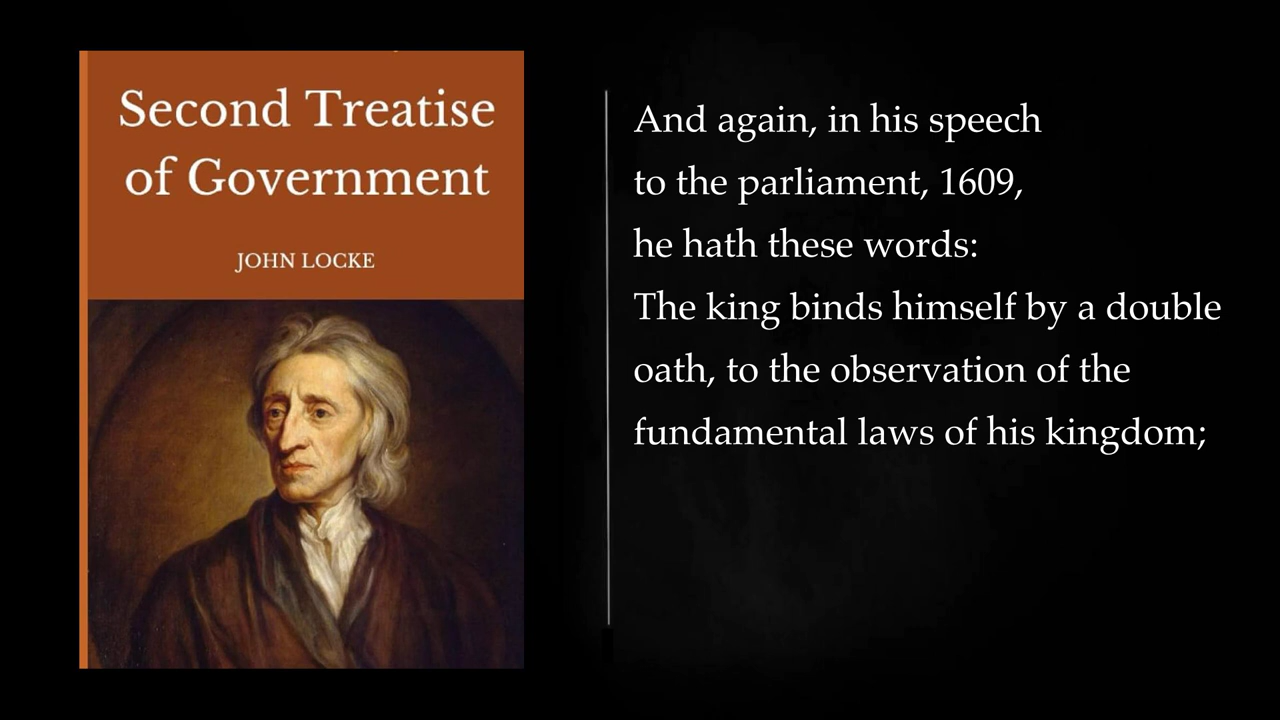 Second Treatise
of Government
JOHN LOCKE
And again, in his speech
to the parliament, 1609,
he hath these words:
The king binds himself by a double
oath, to the observation of the
fundamental laws of his kingdom;